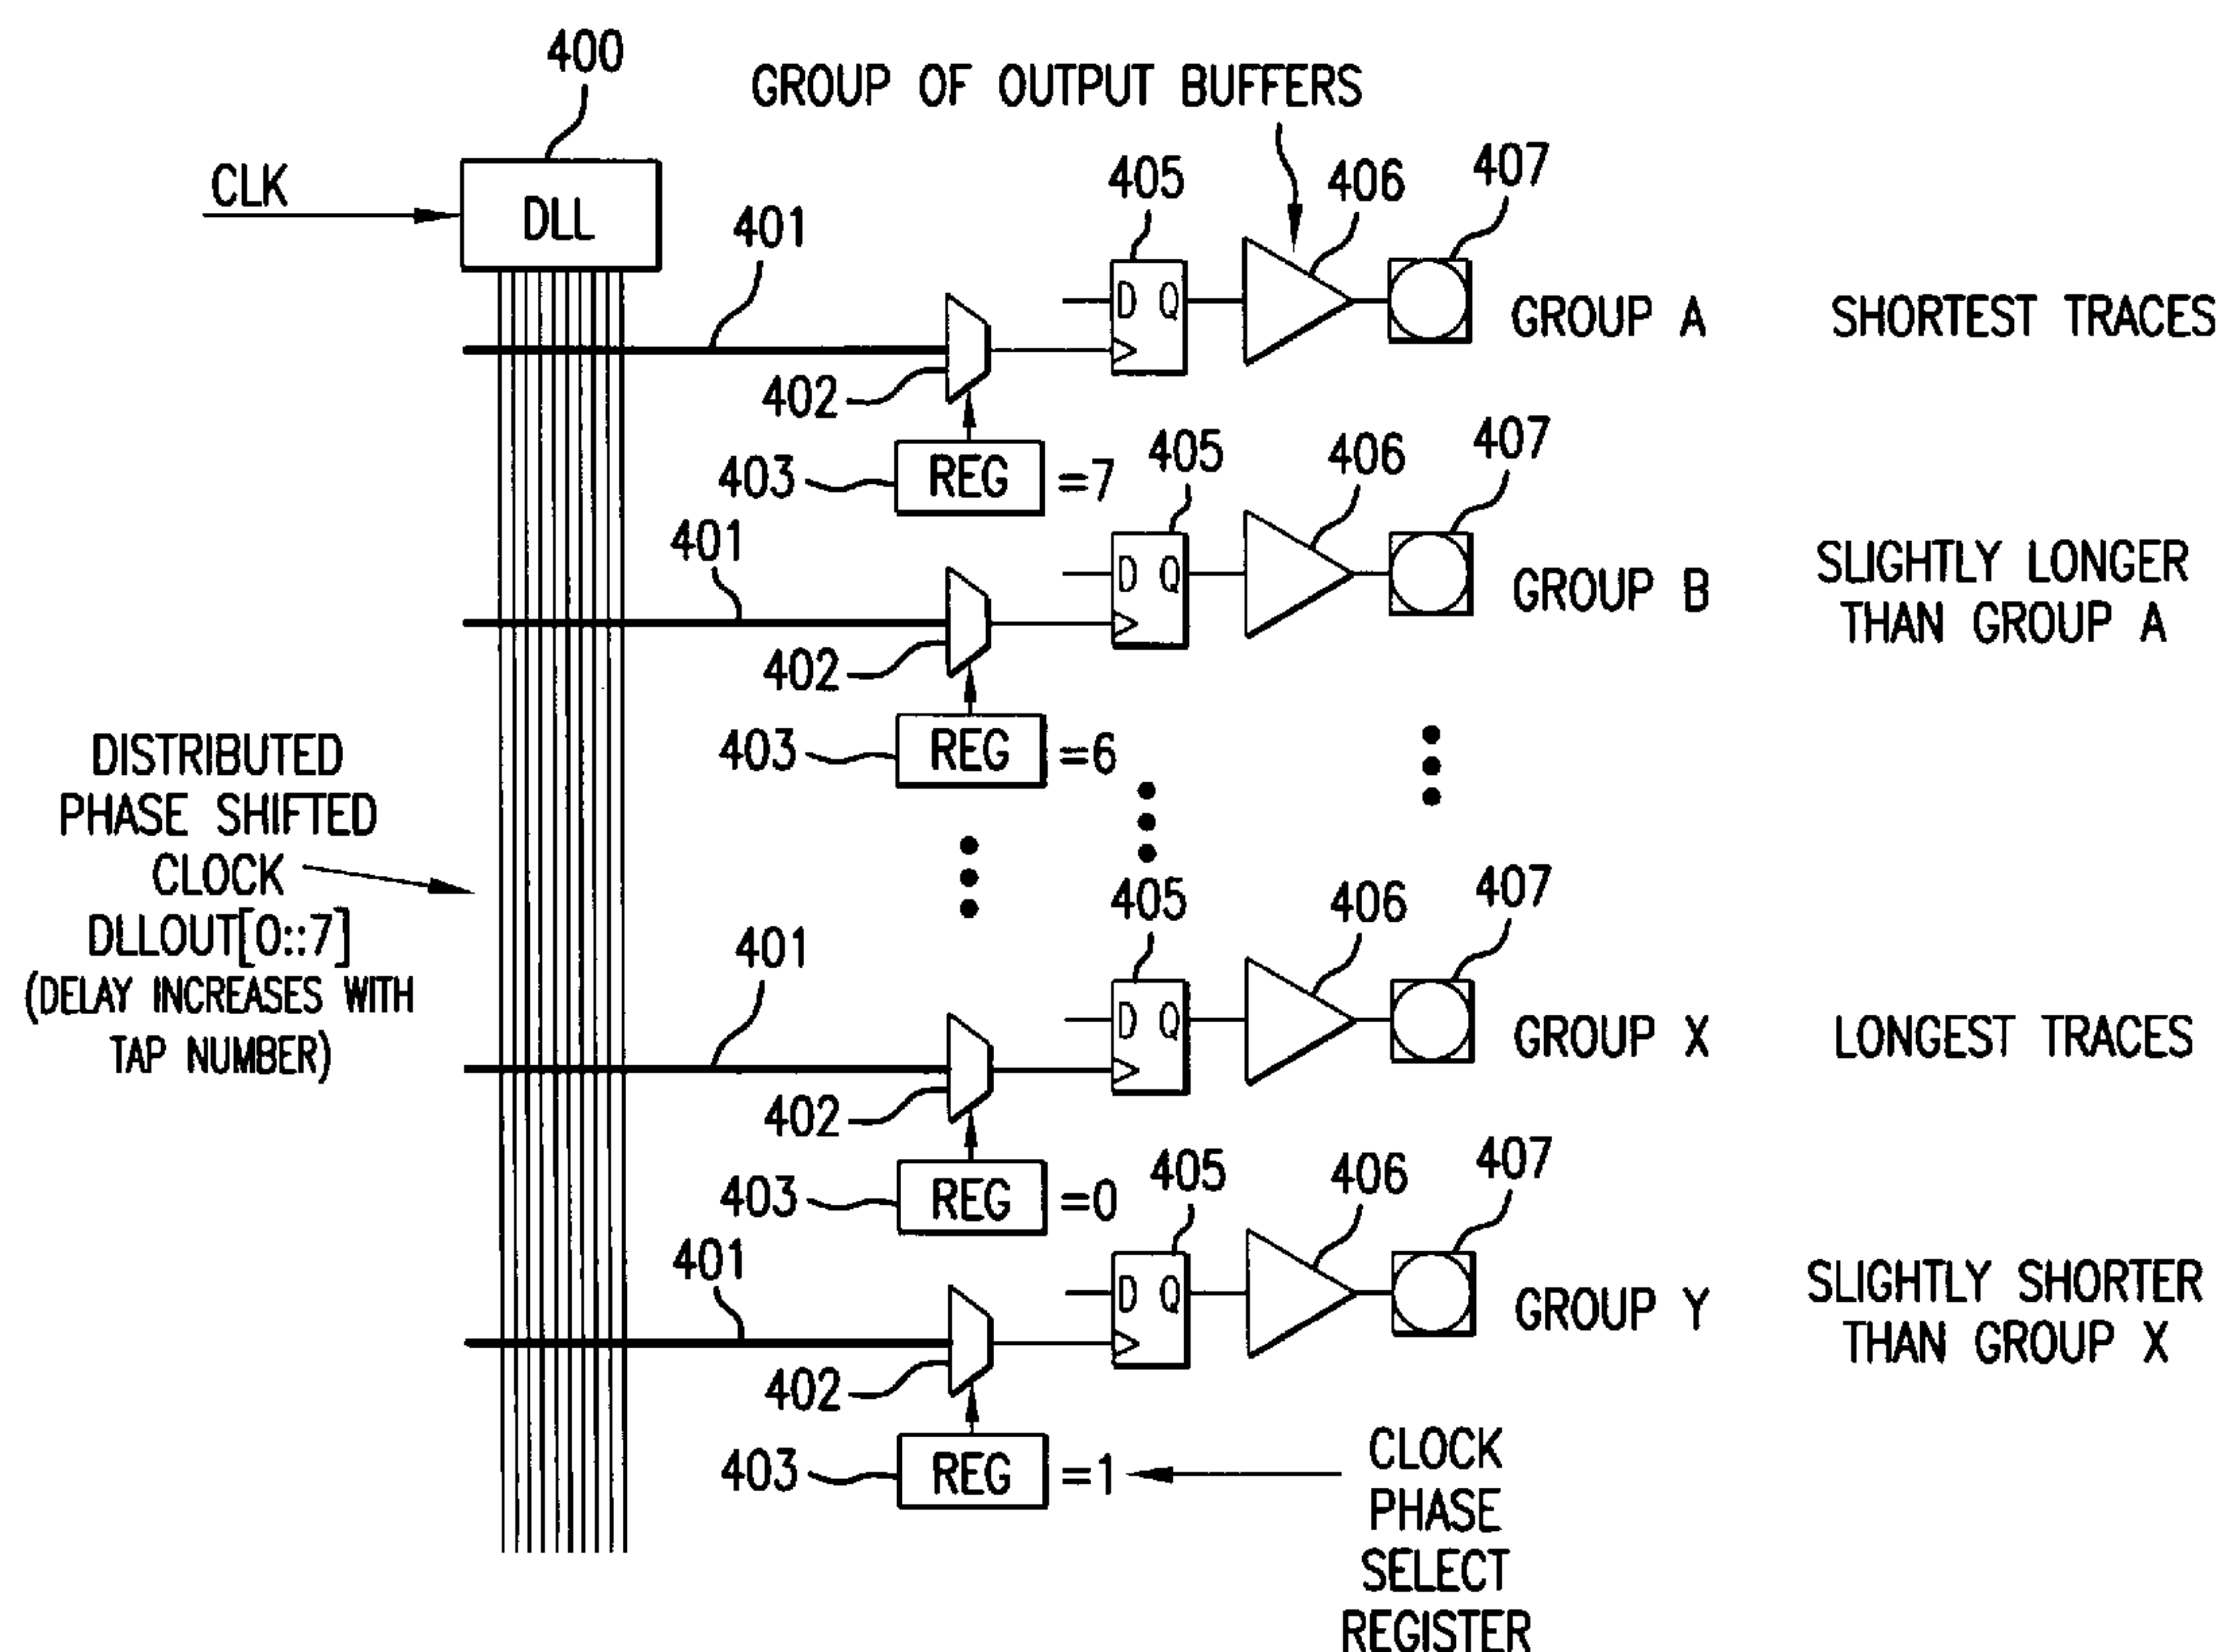 400
GROUP OF OUTPUT BUFFERS
CLK
DLL
401
405
406
407
D Q
GROUP A
SHORTEST TRACES
402
403
REG
=7
401
405
406
407
D Q
GROUP B
SLIGHTLY LONGER
THAN GROUP A
402
403
REG
=6
DISTRIBUTED
PHASE SHIFTED
CLOCK
DLLOUT[0::7]
(DELAY INCREASES WITH
TAP NUMBER)
401
405
406
407
D Q
GROUP X
LONGEST TRACES
402
403
REG
=0
401
405
406
407
D Q
GROUP Y
SLIGHTLY SHORTER
THAN GROUP X
402
403
REG
=1
CLOCK
PHASE
SELECT
REGISTER